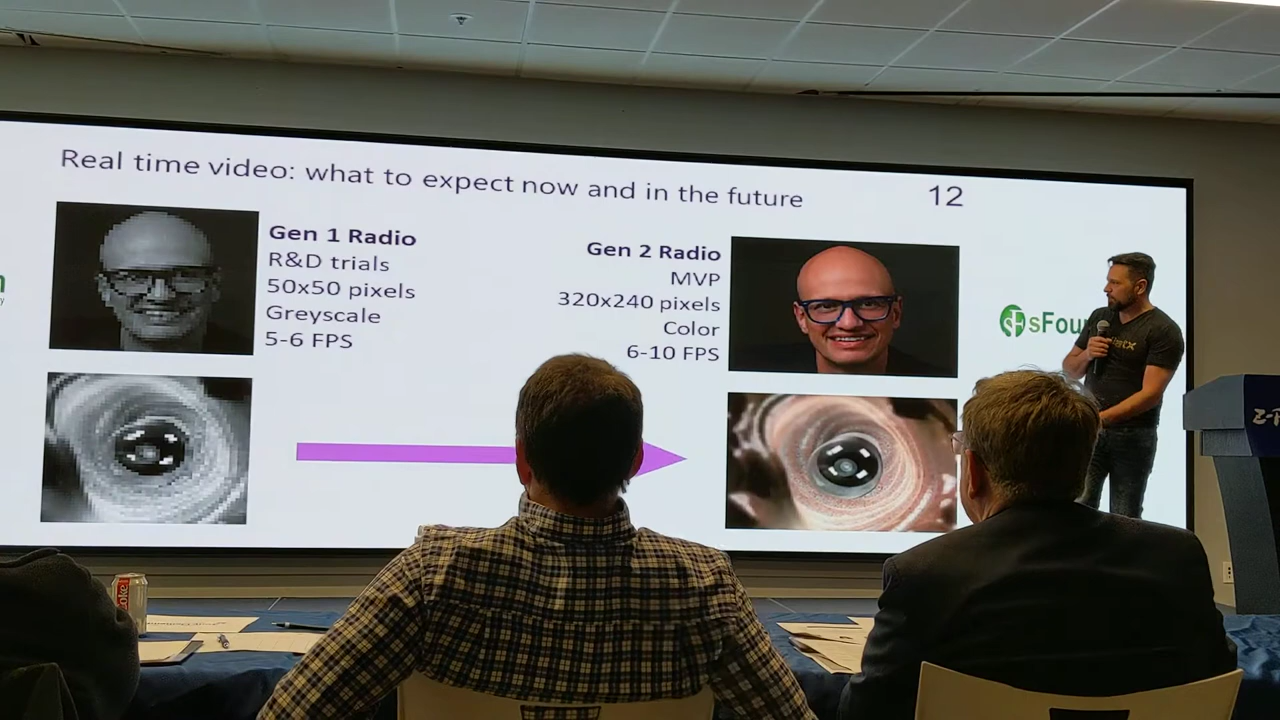 Real time video: what to expect now and in the future
12
Gen 1 Radio
R&D trials
50x50 pixels
Greyscale
5-6 FPS
Gen 2 Radio
MVP
320x240 pixels
Color
6-10 FPS
Coke